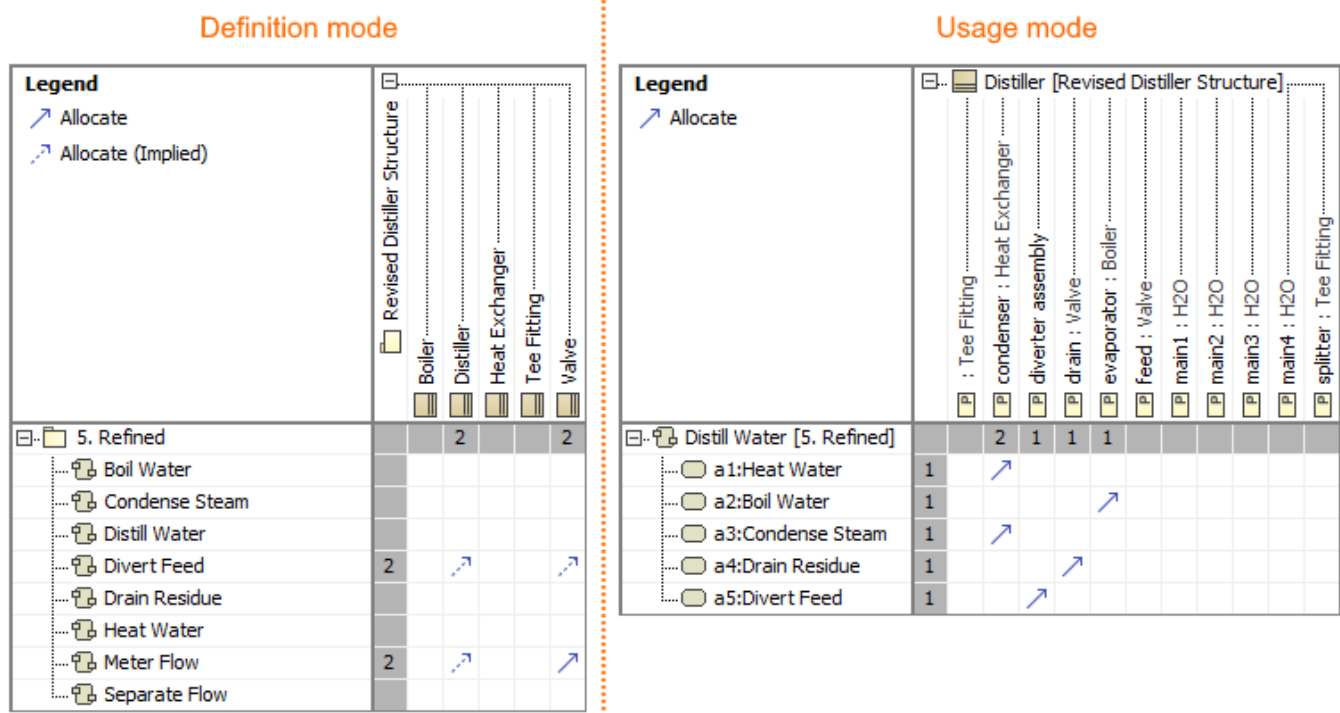 Definition mode
Legend
Allocate
Allocate (Implied)
Revised Distiller Structure
Boiler
Distiller
Heat Exchanger
Tee Fitting
Valve
5. Refined 2 2
Boil Water
Condense Steam
Distill Water
Divert Feed 2
Drain Residue
Heat Water
Meter Flow 2
Separate Flow
Usage mode
Legend
Allocate
Distiller [Revised Distiller Structure]
P : Tee Fitting
P condenser : Heat Exchanger
P diverter assembly
P drain : Valve
P evaporator : Boiler
P feed : Valve
P main1 : H2O
P main2 : H2O
P main3 : H2O
P main4 : H2O
P splitter : Tee Fitting
Distill Water [5. Refined] 2 1 1 1
a1:Heat Water 1
a2:Boil Water 1
a3:Condense Steam 1
a4:Drain Residue 1
a5:Divert Feed 1